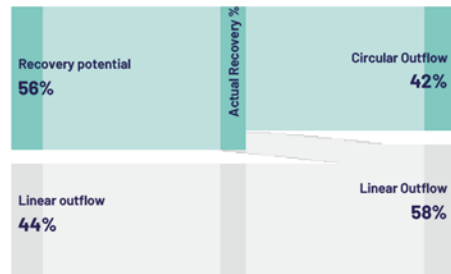 Recovery potential
56%
Actual Recovery %
Circular Outflow
42%
Linear outflow
44%
Linear Outflow
58%